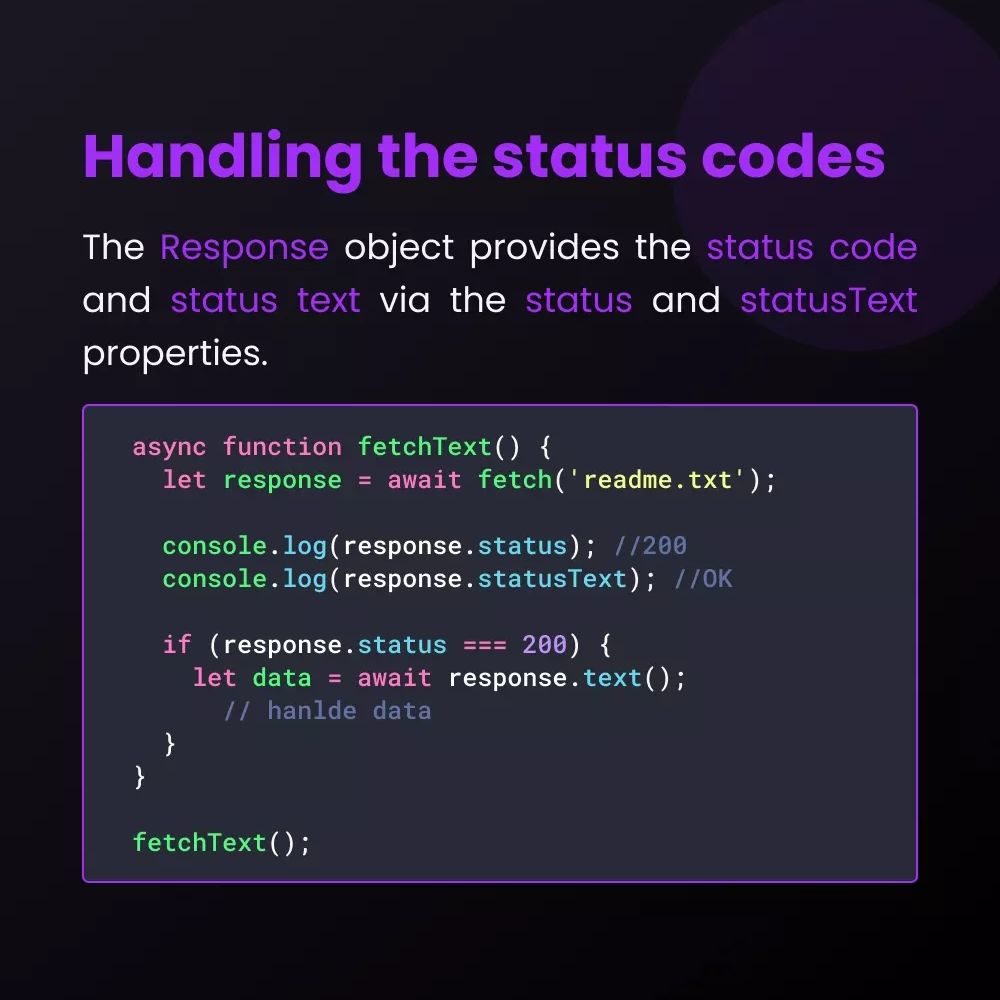 Handling the status codes
The Response object provides the status code
and status text via the status and statusText
properties.
async function fetchText() {
let response = await fetch('readme.txt');
console.log(response.status); //200
console.log(response.statusText); //OK
if (response.status === 200) {
let data = await response.text();
// hanlde data
}
}
fetchText();